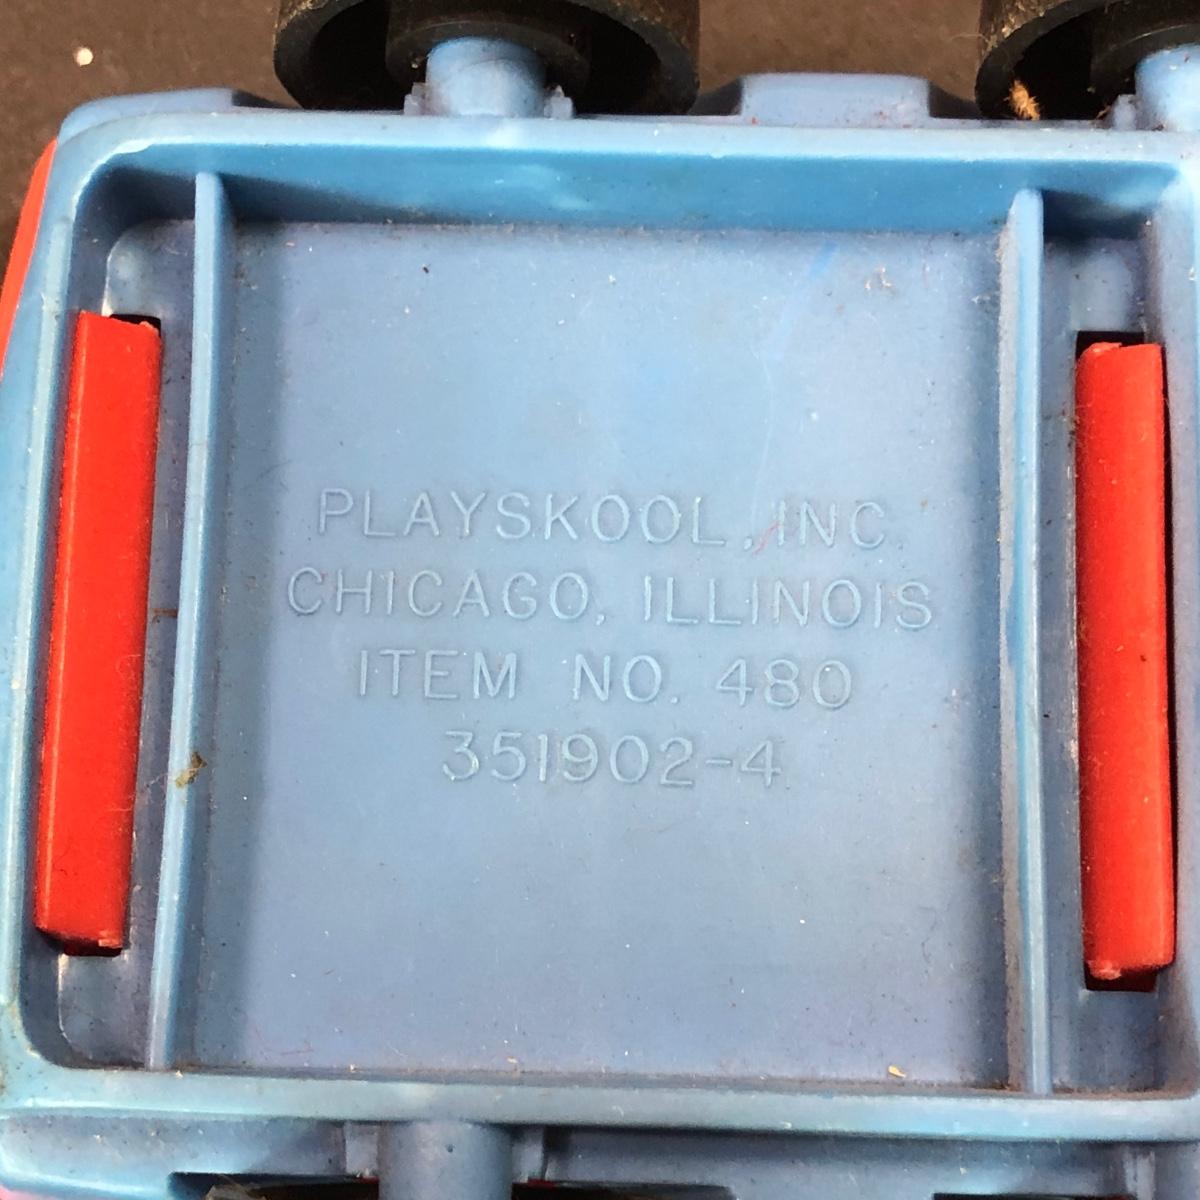 PLAYSKOOL, INC.
CHICAGO, ILLINOIS
ITEM NO. 480
351902-4